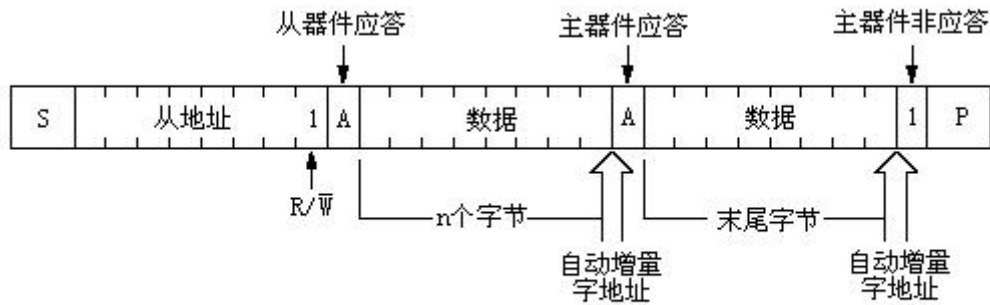 从器件应答 主器件应答 主器件非应答
S 从地址 1 A 数据 A 数据 1 P
R/W̅ n个字节 末尾字节
自动增量 自动增量
字地址 字地址